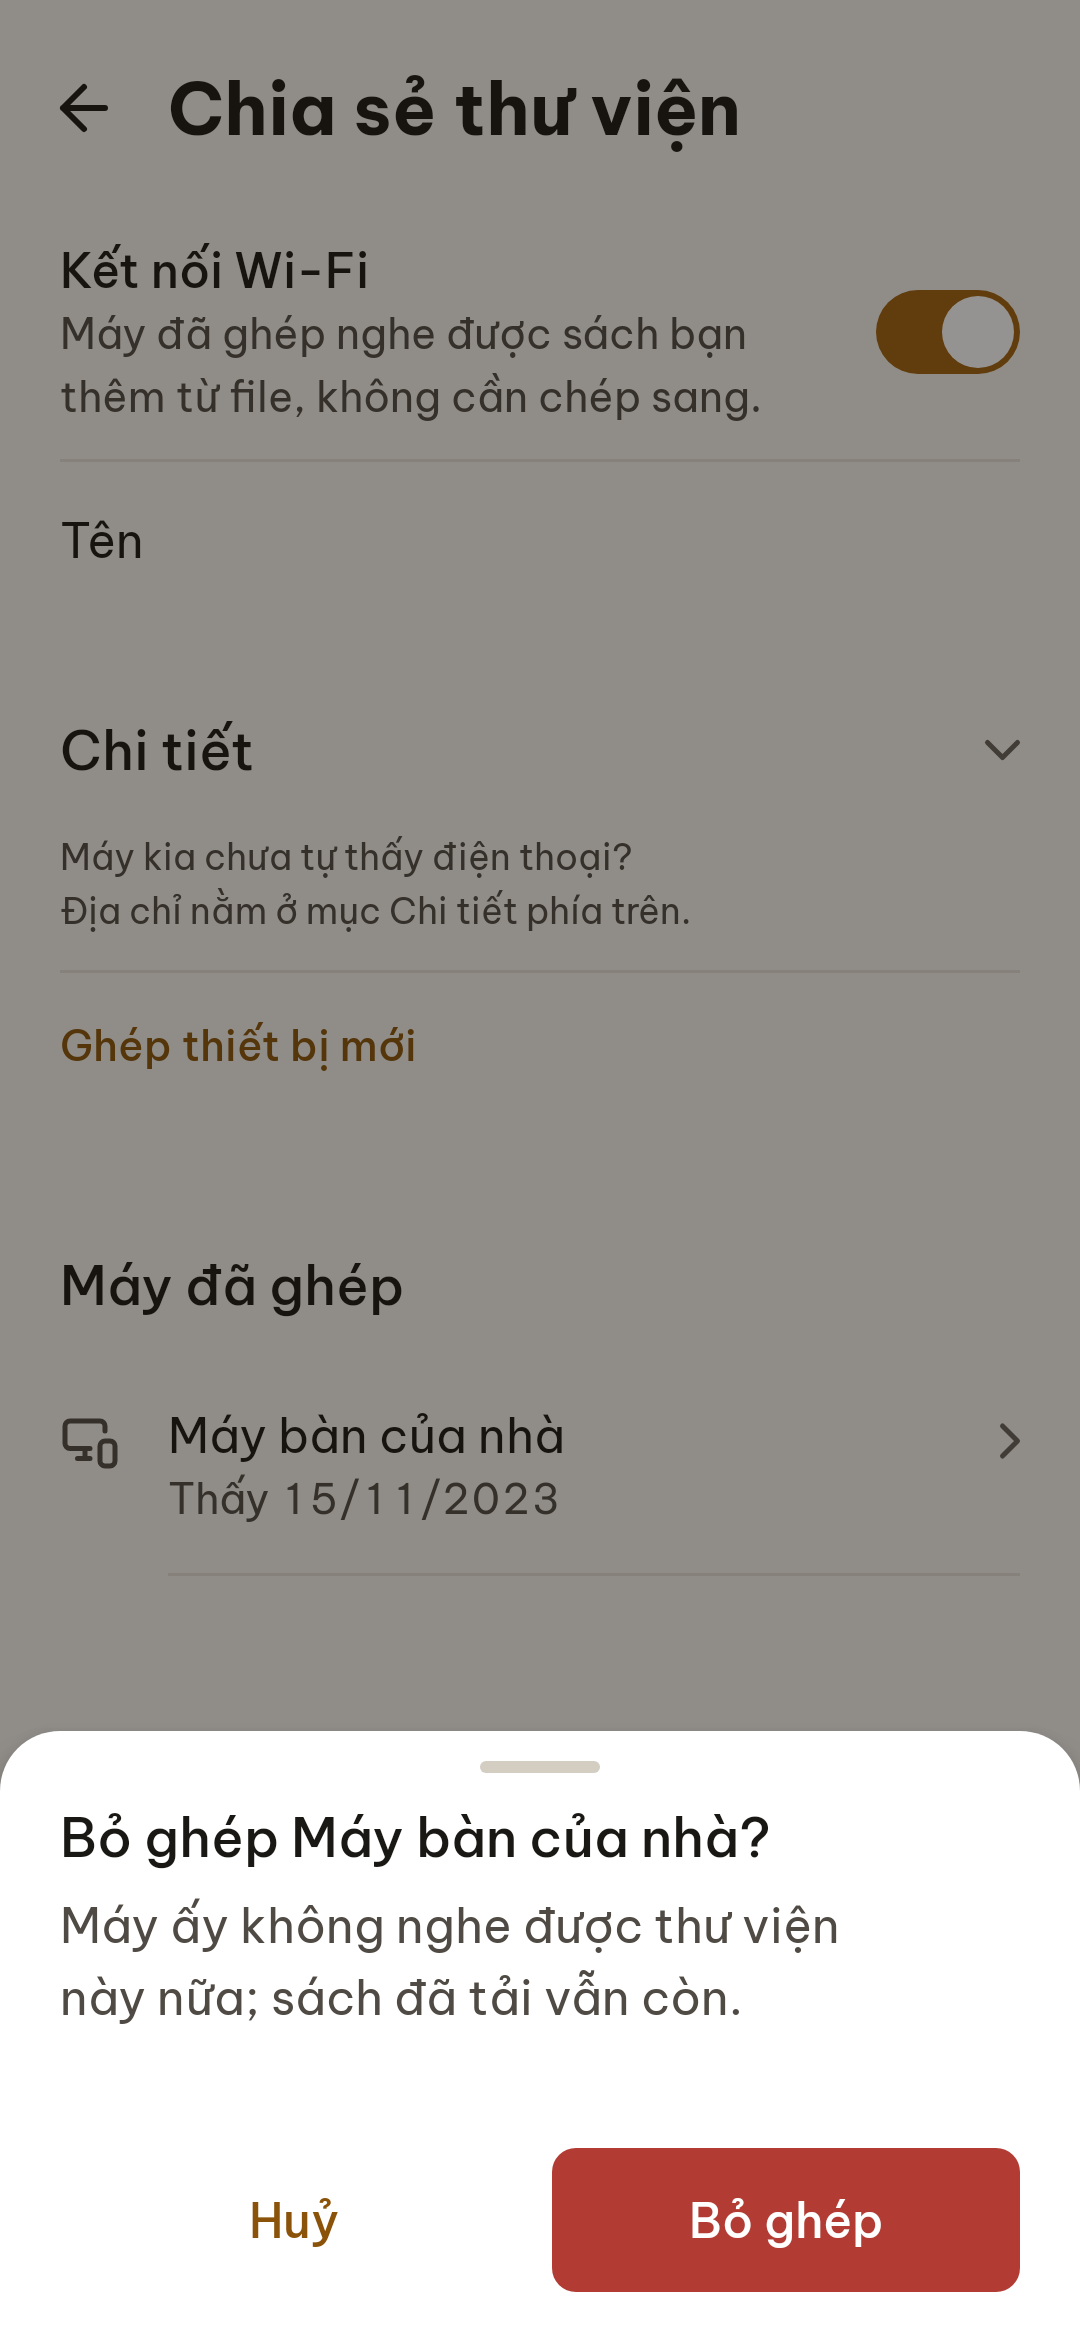 Chia sẻ thư viện
Kết nối Wi-Fi
Máy đã ghép nghe được sách bạn
thêm từ file, không cần chép sang.
Tên
Chi tiết
Máy kia chưa tự thấy điện thoại?
Địa chỉ nằm ở mục Chi tiết phía trên.
Ghép thiết bị mới
Máy đã ghép
Máy bàn của nhà
Thấy 15/11/2023
Bỏ ghép Máy bàn của nhà?
Máy ấy không nghe được thư viện
này nữa; sách đã tải vẫn còn.
Huỷ
Bỏ ghép